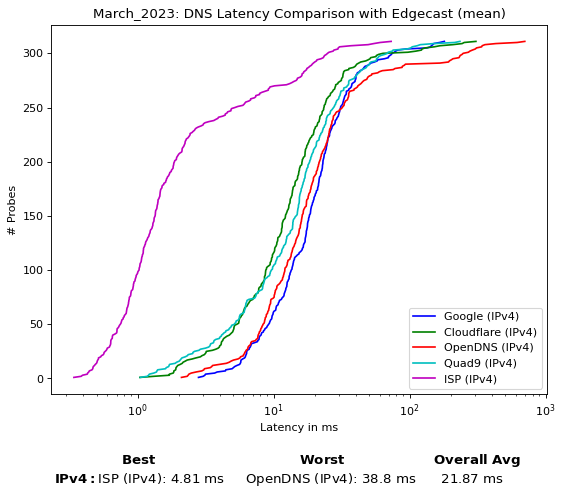 March_2023: DNS Latency Comparison with Edgecast (mean)
300
250
200
150
100
50
0
# Probes
10^0
10^1
10^2
10^3
Latency in ms
Google (IPv4)
Cloudflare (IPv4)
OpenDNS (IPv4)
Quad9 (IPv4)
ISP (IPv4)
Best Worst Overall Avg
IPv4: ISP (IPv4): 4.81 ms OpenDNS (IPv4): 38.8 ms 21.87 ms